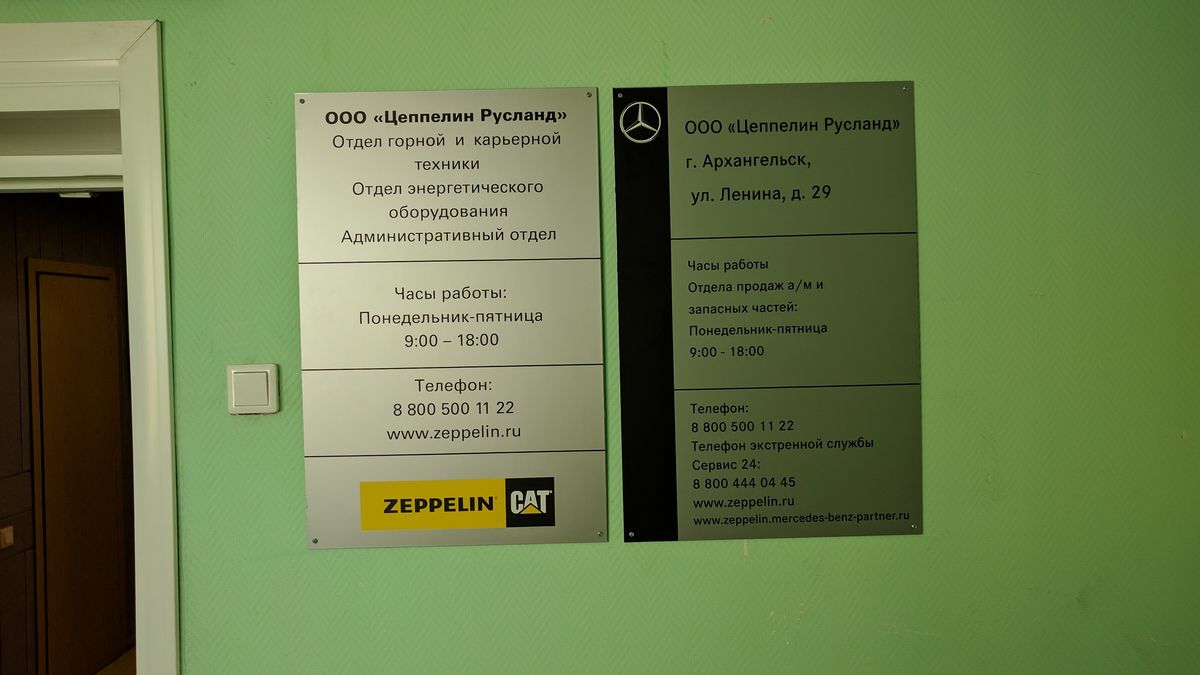 ООО «Цеппелин Русланд»
Отдел горной и карьерной
техники
Отдел энергетического
оборудования
Административный отдел
Часы работы:
Понедельник-пятница
9:00 – 18:00
Телефон:
8 800 500 11 22
www.zeppelin.ru
ZEPPELIN CAT
ООО «Цеппелин Русланд»
г. Архангельск,
ул. Ленина, д. 29
Часы работы
Отдела продаж а/м и
запасных частей:
Понедельник-пятница
9:00 - 18:00
Телефон:
8 800 500 11 22
Телефон экстренной службы
Сервис 24:
8 800 444 04 45
www.zeppelin.ru
www.zeppelin.mercedes-benz-partner.ru